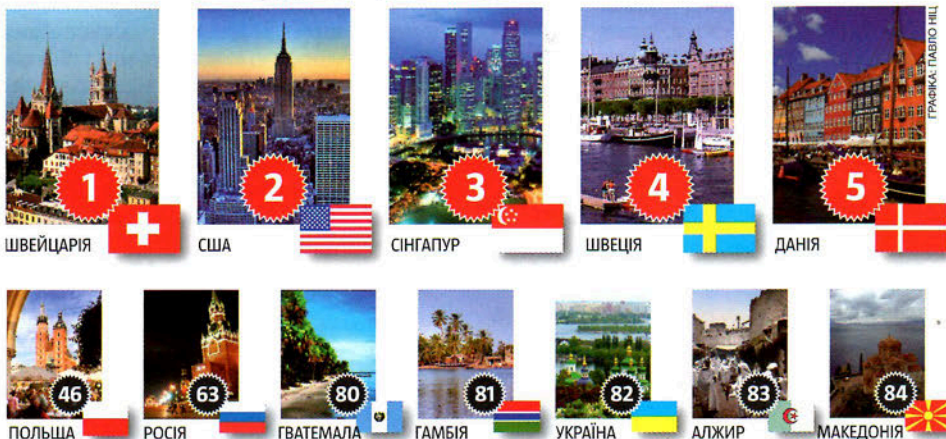 ГРАФІКА: ПАВЛО НІЦ
1 2 3 4 5
ШВЕЙЦАРІЯ США СІНГАПУР ШВЕЦІЯ ДАНІЯ
46 63 80 81 82 83 84
ПОЛЬЩА РОСІЯ ГВАТЕМАЛА ГАМБІЯ УКРАЇНА АЛЖИР МАКЕДОНІЯ